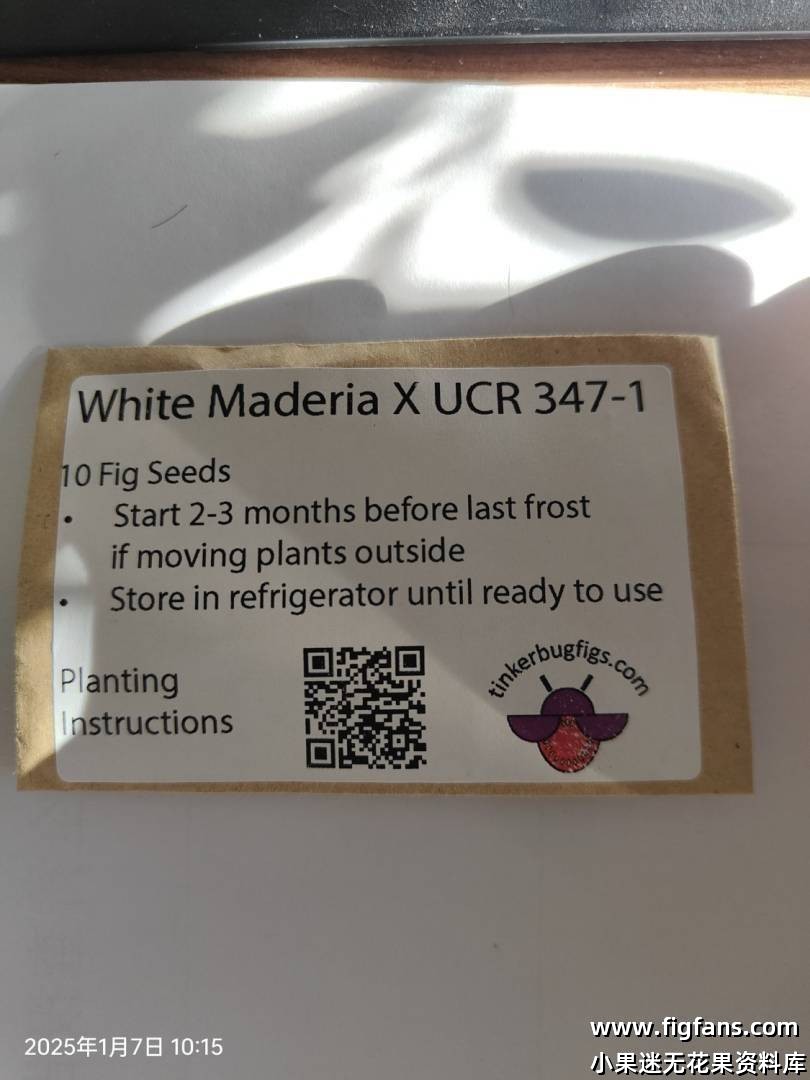 White Maderia X UCR 347-1
10 Fig Seeds
• Start 2-3 months before last frost
if moving plants outside
• Store in refrigerator until ready to use
Planting
Instructions
tinkerbugfigs.com
www.figfans.com
2025年1月7日 10:15
小果迷无花果资料库